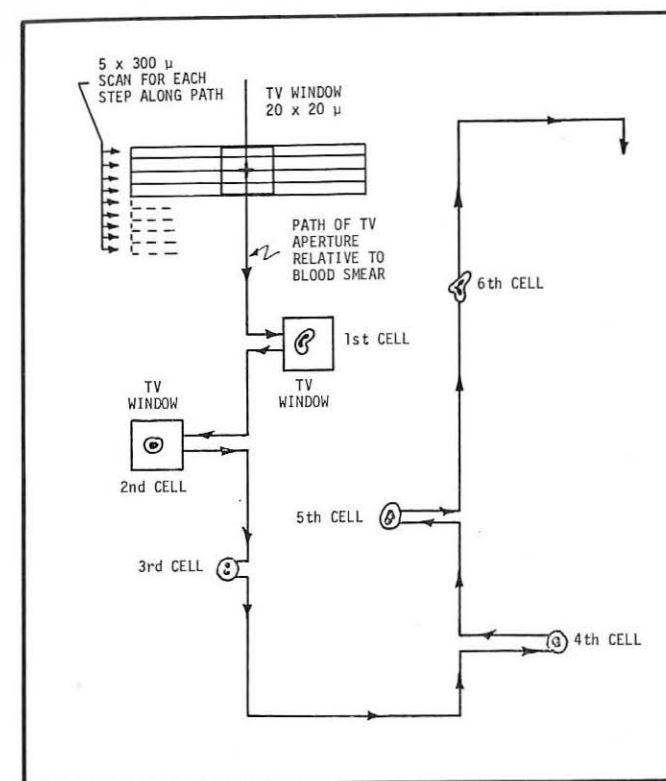 5 x 300 μ
SCAN FOR EACH
STEP ALONG PATH
TV WINDOW
20 x 20 μ
PATH OF TV
APERTURE
RELATIVE TO
BLOOD SMEAR
6th CELL
1st CELL
TV
WINDOW
TV
WINDOW
2nd CELL
5th CELL
3rd CELL
4th CELL